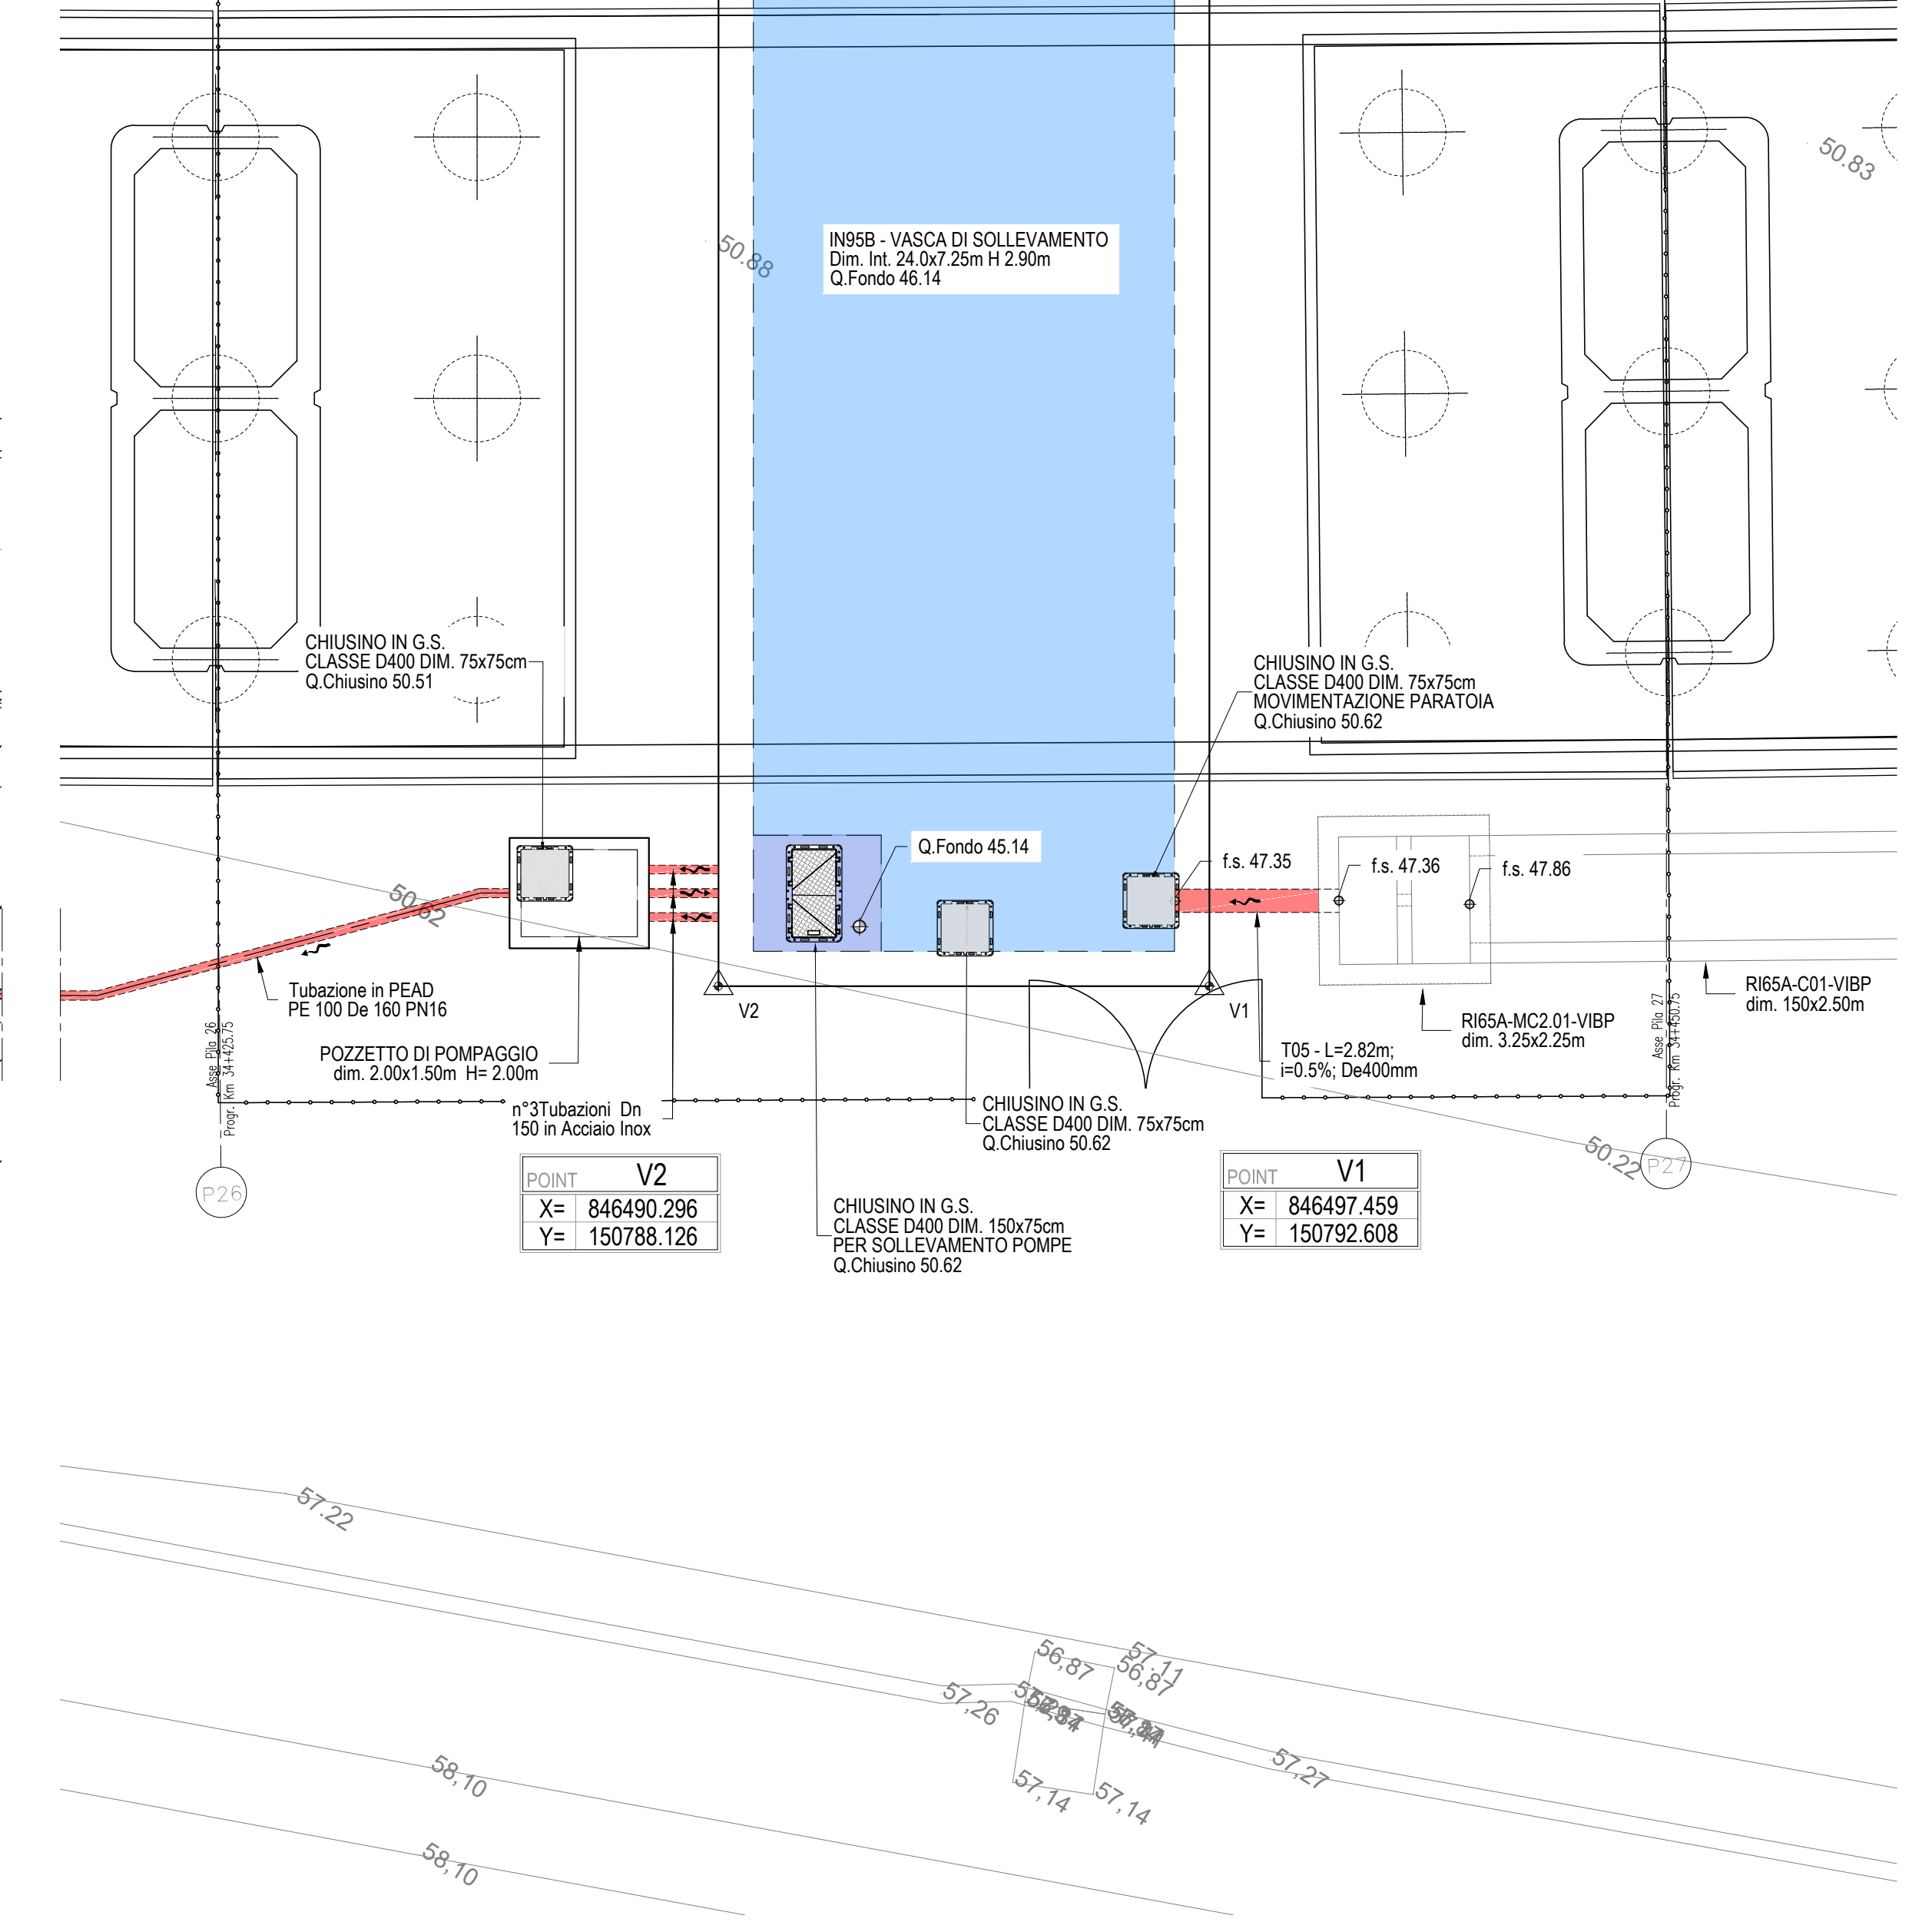 50.83
50.88
IN95B - VASCA DI SOLLEVAMENTO
Dim. Int. 24.0x7.25m H 2.90m
Q.Fondo 46.14
CHIUSINO IN G.S.
CLASSE D400 DIM. 75x75cm
Q.Chiusino 50.51
CHIUSINO IN G.S.
CLASSE D400 DIM. 75x75cm
MOVIMENTAZIONE PARATOIA
Q.Chiusino 50.62
Q.Fondo 45.14
f.s. 47.35
f.s. 47.36
f.s. 47.86
50.62
Tubazione in PEAD
PE 100 De 160 PN16
V2
V1
RI65A-C01-VIBP
dim. 150x2.50m
RI65A-MC2.01-VIBP
dim. 3.25x2.25m
Asse Pila 26
Progr. Km 34+425.75
Asse Pila 27
Progr. Km 34+450.75
POZZETTO DI POMPAGGIO
dim. 2.00x1.50m H= 2.00m
T05 - L=2.82m;
i=0.5%; De400mm
n°3Tubazioni Dn
150 in Acciaio Inox
CHIUSINO IN G.S.
CLASSE D400 DIM. 75x75cm
Q.Chiusino 50.62
50.22
P26
P27
POINT V2
X= 846490.296
Y= 150788.126
POINT V1
X= 846497.459
Y= 150792.608
CHIUSINO IN G.S.
CLASSE D400 DIM. 150x75cm
PER SOLLEVAMENTO POMPE
Q.Chiusino 50.62
57.22
56,87
57.11
56,87
57,26
57,27
58,10
57,14
57,14
58,10